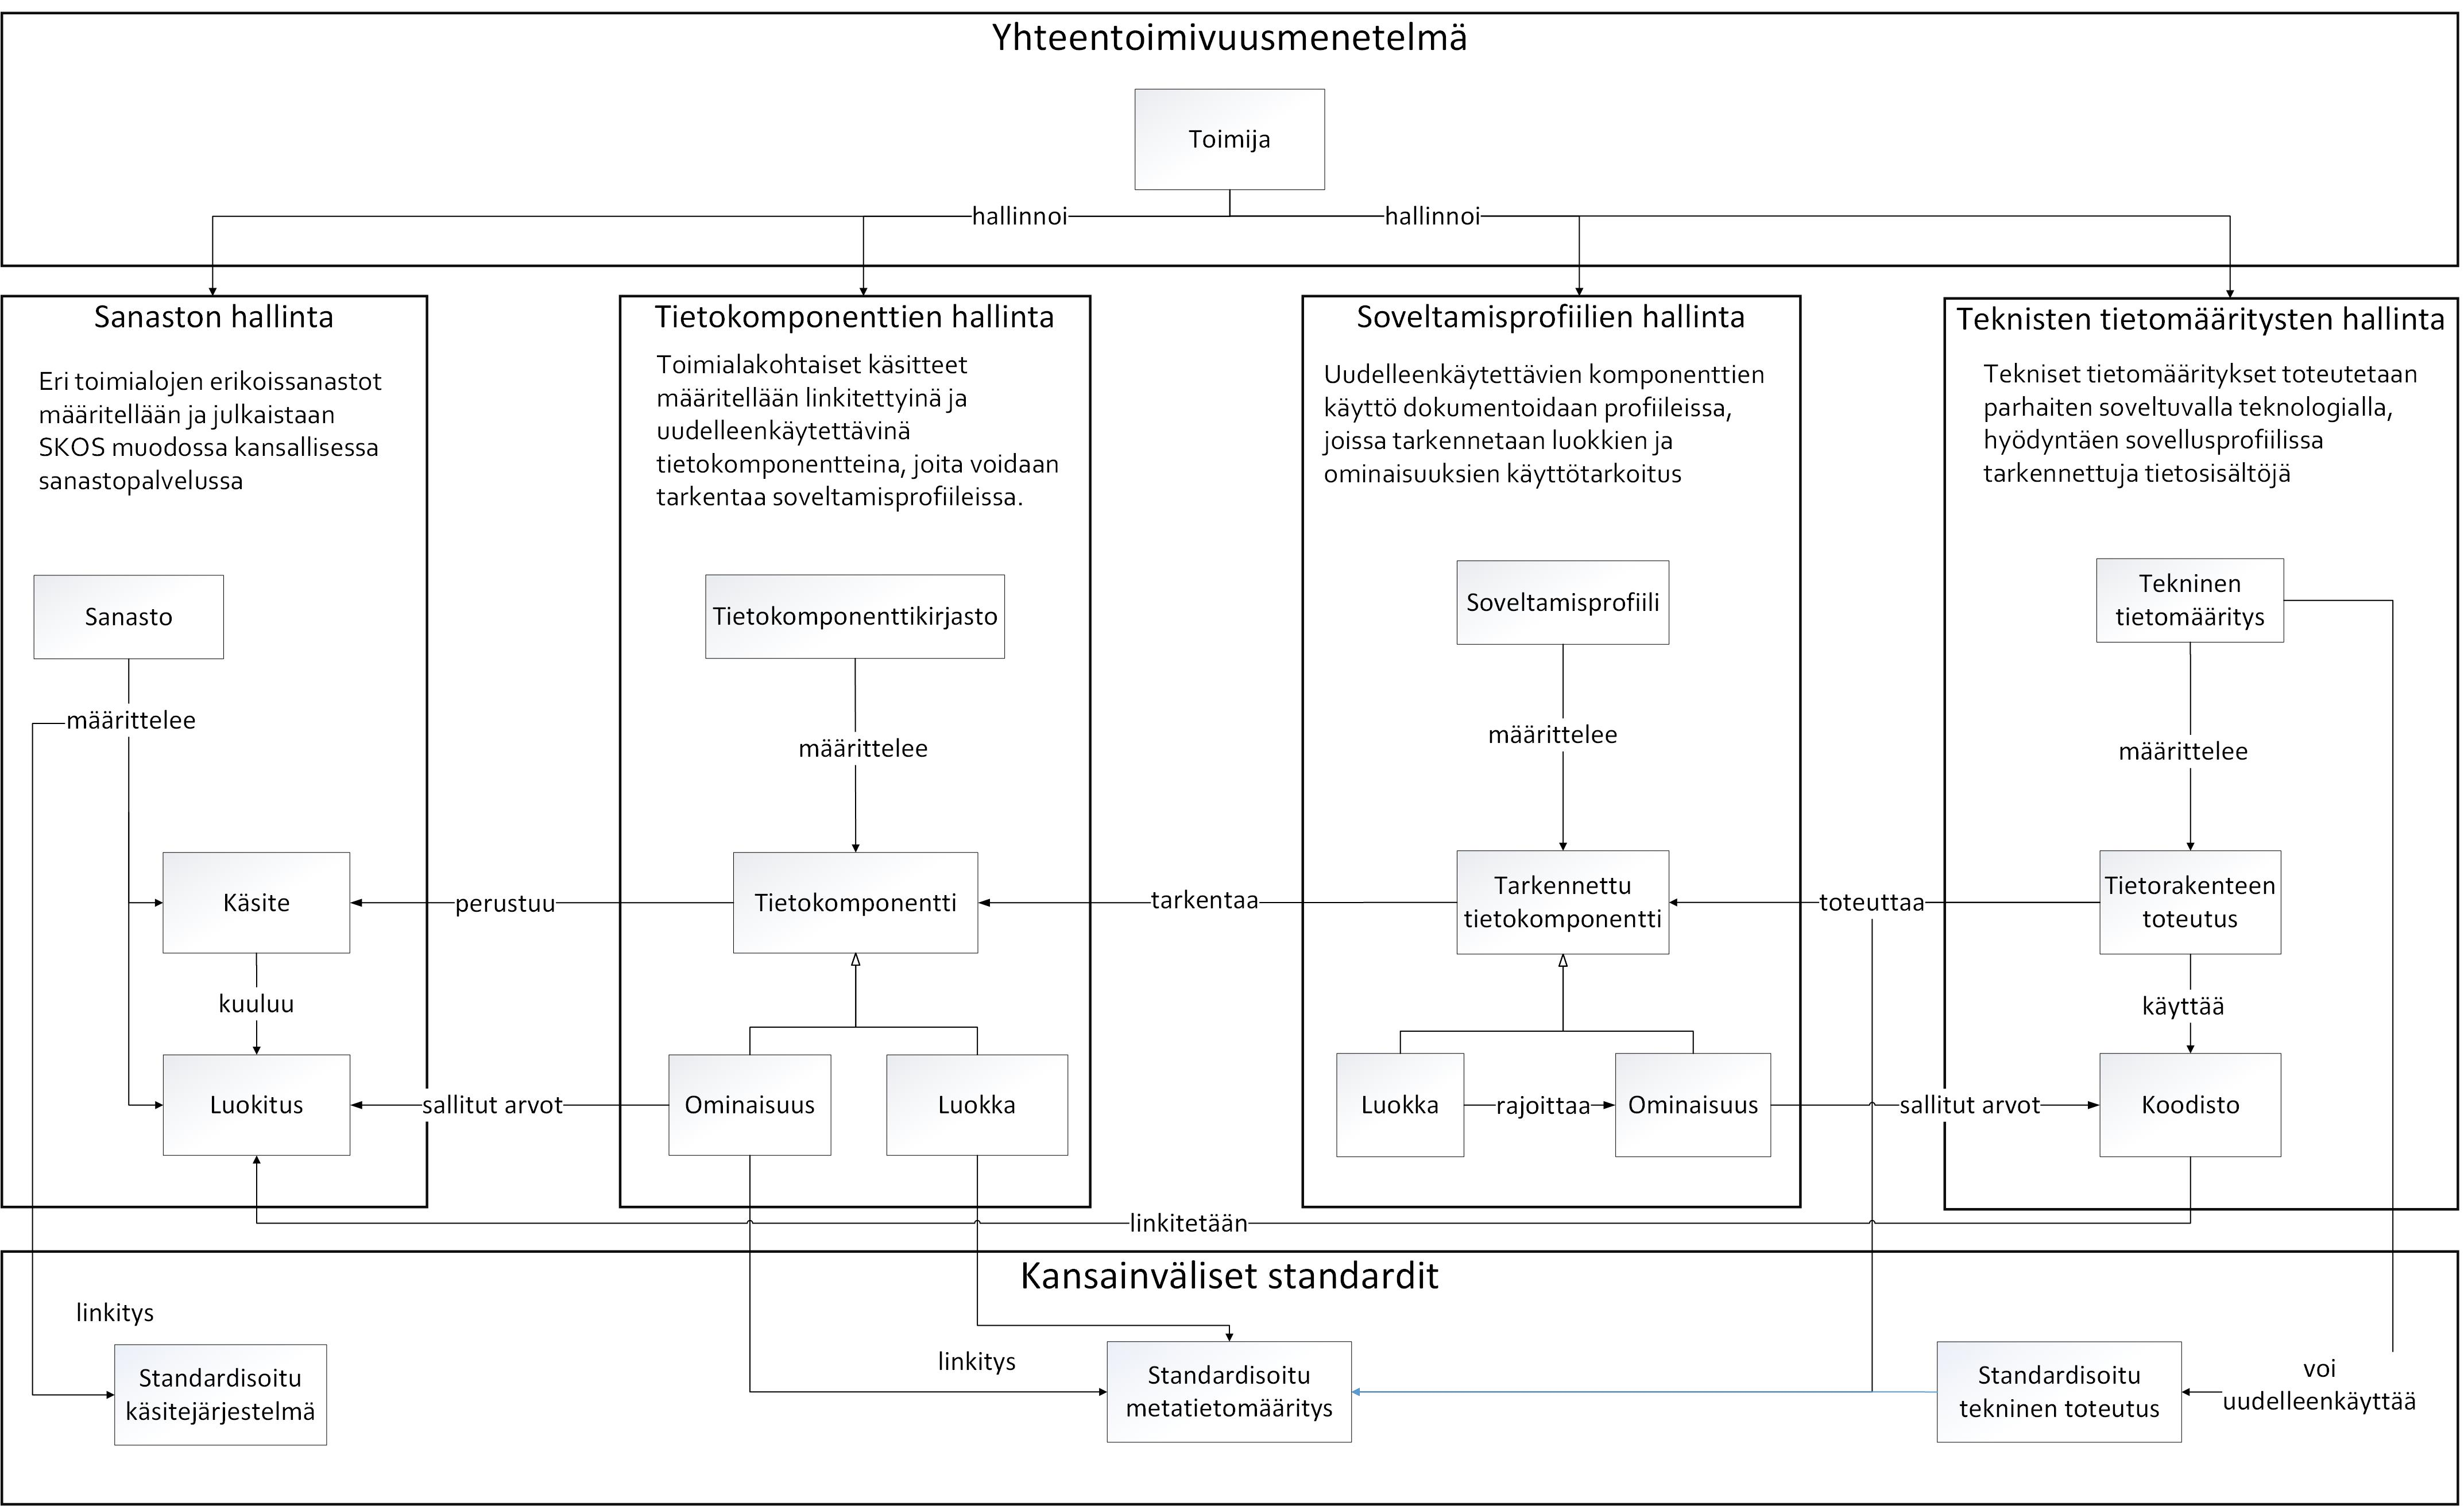 Yhteentoimivuusmenetelmä
Toimija
hallinnoi
hallinnoi
Sanaston hallinta
Eri toimialojen erikoissanastot
määritellään ja julkaistaan
SKOS muodossa kansallisessa
sanastopalvelussa
Sanasto
määrittelee
Käsite
kuuluu
Luokitus
perustuu
sallitut arvot
Tietokomponenttien hallinta
Toimialakohtaiset käsitteet
määritellään linkitettyinä ja
uudelleenkäytettävinä
tietokomponentteina, joita voidaan
tarkentaa soveltamisprofiileissa.
Tietokomponenttikirjasto
määrittelee
Tietokomponentti
Ominaisuus
Luokka
tarkentaa
Soveltamisprofiilien hallinta
Uudelleenkäytettävien komponenttien
käyttö dokumentoidaan profiileissa,
joissa tarkennetaan luokkien ja
ominaisuuksien käyttötarkoitus
Soveltamisprofiili
määrittelee
Tarkennettu
tietokomponentti
Luokka
rajoittaa
Ominaisuus
toteuttaa
sallitut arvot
Teknisten tietomääritysten hallinta
Tekniset tietomääritykset toteutetaan
parhaiten soveltuvalla teknologialla,
hyödyntäen sovellusprofiilissa
tarkennettuja tietosisältöjä
Tekninen
tietomääritys
määrittelee
Tietorakenteen
toteutus
käyttää
Koodisto
linkitetään
Kansainväliset standardit
linkitys
Standardisoitu
käsitejärjestelmä
linkitys
Standardisoitu
metatietomääritys
Standardisoitu
tekninen toteutus
voi
uudelleenkäyttää